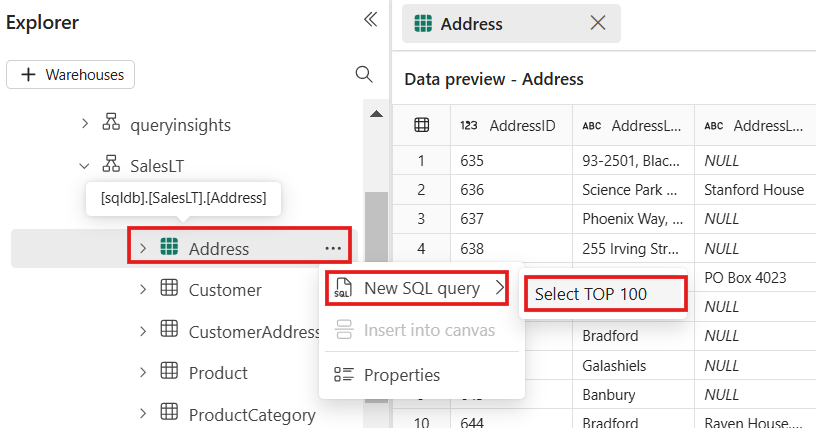 Explorer
+ Warehouses
queryinsights
SalesLT
[sqldb].[SalesLT].[Address]
Address
Customer
CustomerAddress
Product
ProductCategory
New SQL query
SQL
Insert into canvas
Properties
Select TOP 100
Address
Data preview - Address
123 AddressID ABC AddressL... ABC AddressL...
1 635 93-2501, Blac... NULL
2 636 Science Park ... Stanford House
3 637 Phoenix Way, ... NULL
4 638 255 Irving Str... NULL
PO Box 4023
NULL
Bradford NULL
Galashiels NULL
Banbury NULL
10 644 Bradford Raven House,...